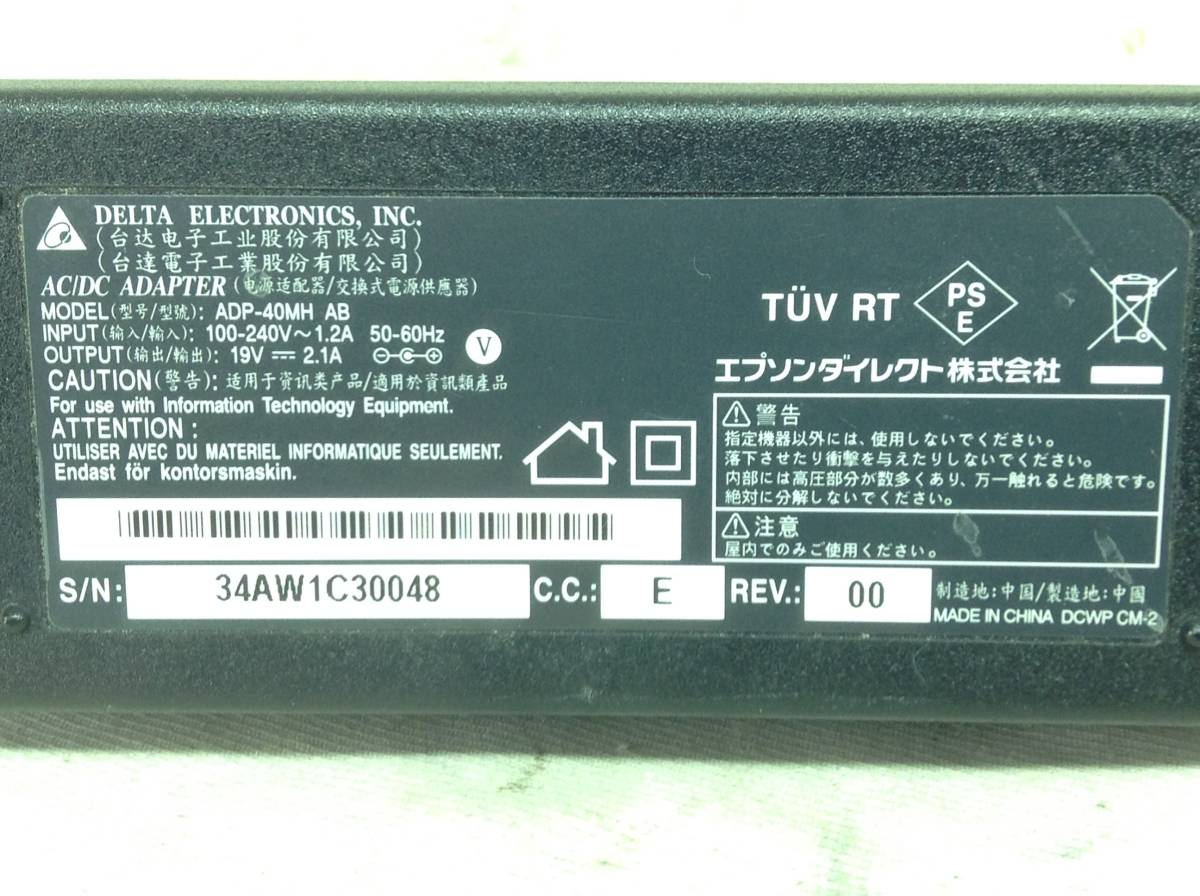 DELTA ELECTRONICS, INC.
(台达电子工业股份有限公司)
(台達電子工業股份有限公司)
AC/DC ADAPTER (电源适配器/交換式電源供應器)
MODEL(型号/型號): ADP-40MH AB
INPUT(输入/輸入): 100-240V～1.2A 50-60Hz
OUTPUT(输出/輸出): 19V⎓2.1A
V
CAUTION(警告): 适用于资讯类产品/適用於資訊類產品
For use with Information Technology Equipment.
ATTENTION :
UTILISER AVEC DU MATERIEL INFORMATIQUE SEULEMENT.
Endast för kontorsmaskin.
TÜV RT
PS
E
エプソンダイレクト株式会社
⚠警告
指定機器以外には、使用しないでください。
落下させたり衝撃を与えたりしないでください。
内部には高圧部分が数多くあり、万一触れると危険です。
絶対に分解しないでください。
⚠注意
屋内でのみご使用ください。
S/N: 34AW1C30048 C.C.: E REV.: 00
制造地:中国/製造地:中國
MADE IN CHINA DCWP CM-2